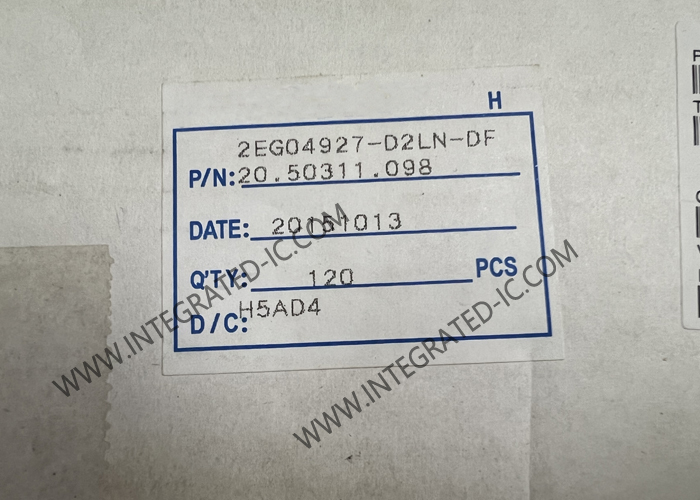 H
2EG04927-D2LN-DF
P/N:20.50311.098
DATE: 20151013
Q'TY: 120 PCS
D/C: H5AD4
WWW.INTEGRATED-IC.COM
WWW.INTEGRATED-IC.COM